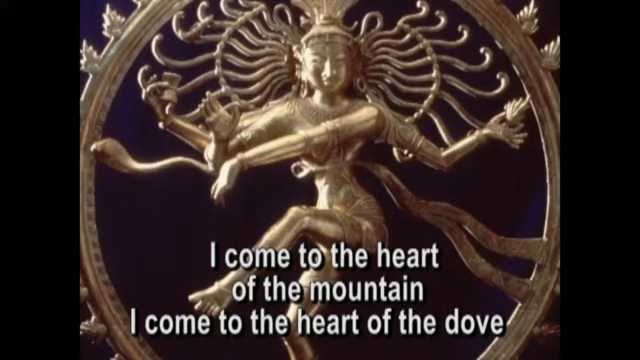 I come to the heart
of the mountain
I come to the heart of the dove